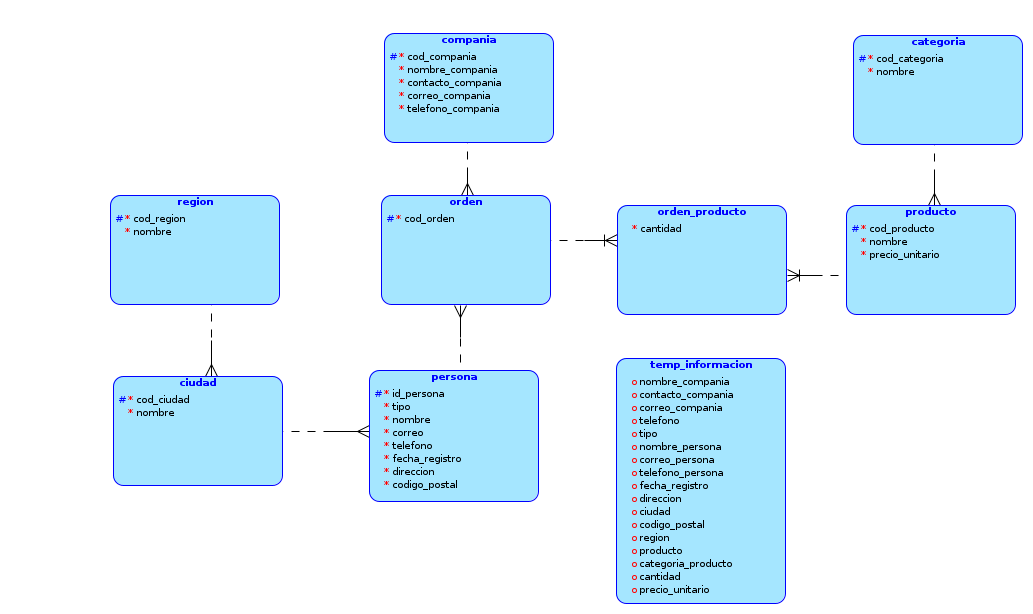 compania
#* cod_compania
* nombre_compania
* contacto_compania
* correo_compania
* telefono_compania
categoria
#* cod_categoria
* nombre
region
#* cod_region
* nombre
orden
#* cod_orden
orden_producto
* cantidad
producto
#* cod_producto
* nombre
* precio_unitario
ciudad
#* cod_ciudad
* nombre
persona
#* id_persona
* tipo
* nombre
* correo
* telefono
* fecha_registro
* direccion
* codigo_postal
temp_informacion
o nombre_compania
o contacto_compania
o correo_compania
o telefono
o tipo
o nombre_persona
o correo_persona
o telefono_persona
o fecha_registro
o direccion
o ciudad
o codigo_postal
o region
o producto
o categoria_producto
o cantidad
o precio_unitario